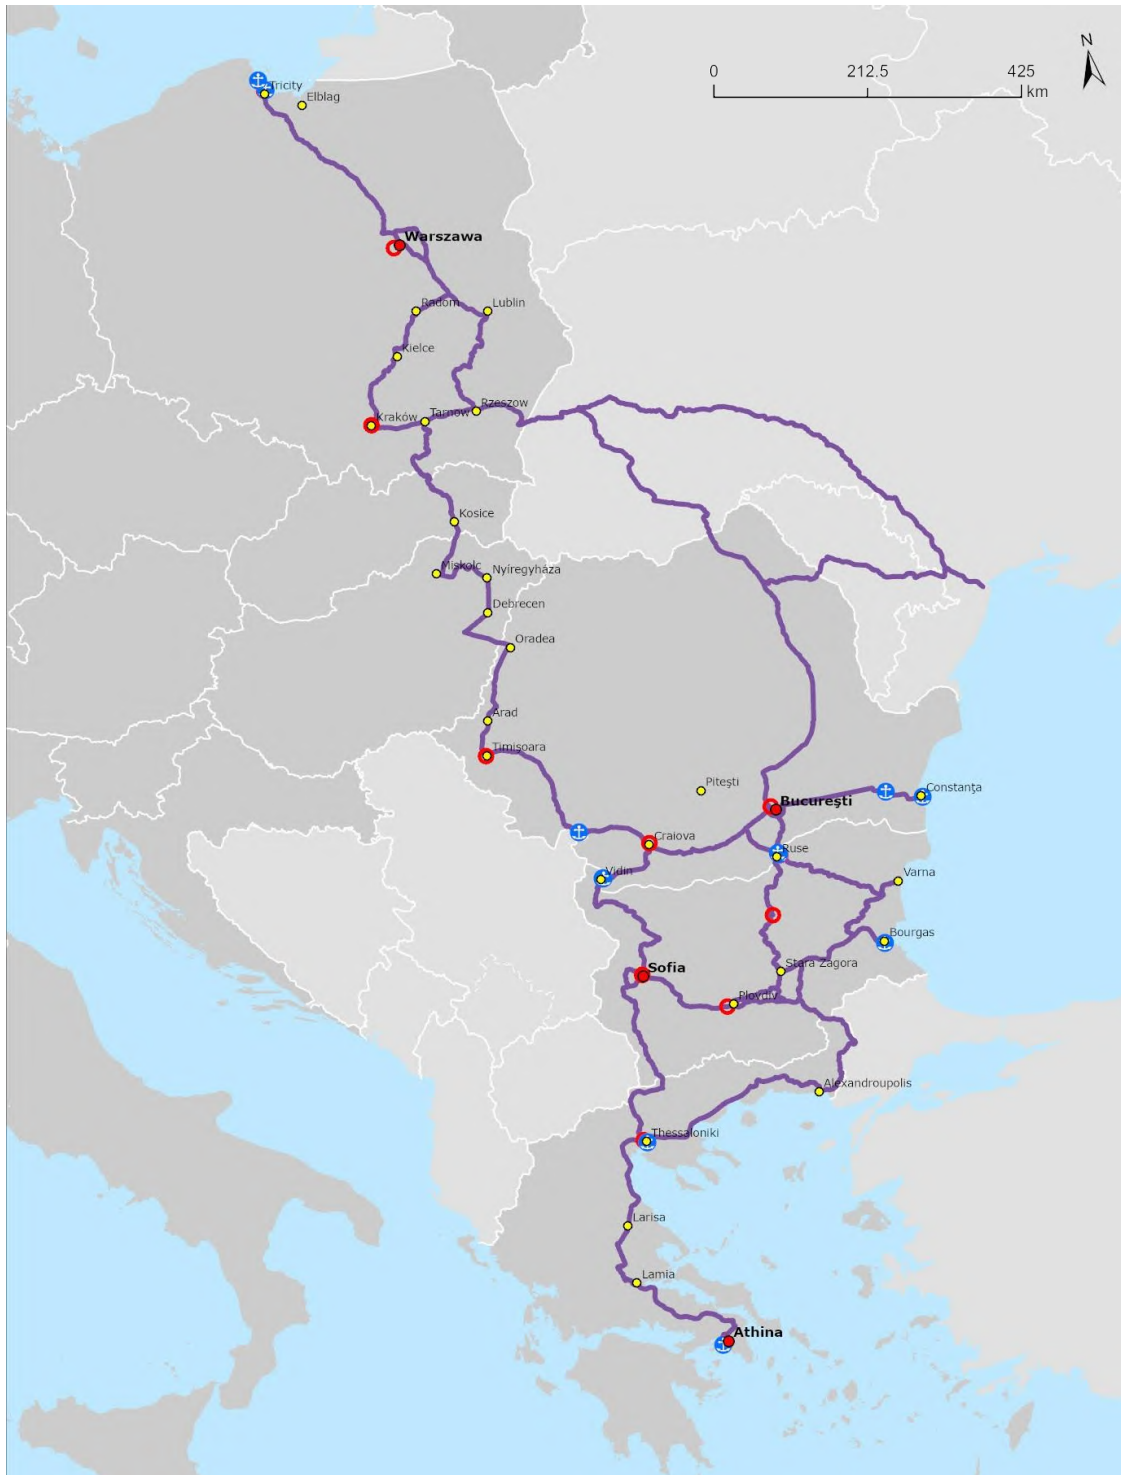 N
0 212.5 425
km
Tricity
Elblag
Warszawa
Radom
Lublin
Kielce
Kraków
Tarnow
Rzeszow
Kosice
Miskolc
Nyíregyháza
Debrecen
Oradea
Arad
Timişoara
Piteşti
Constanţa
Bucureşti
Craiova
Ruse
Vidin
Varna
Bourgas
Sofia
Stara Zagora
Plovdiv
Alexandroupolis
Thessaloniki
Larisa
Lamia
Athina